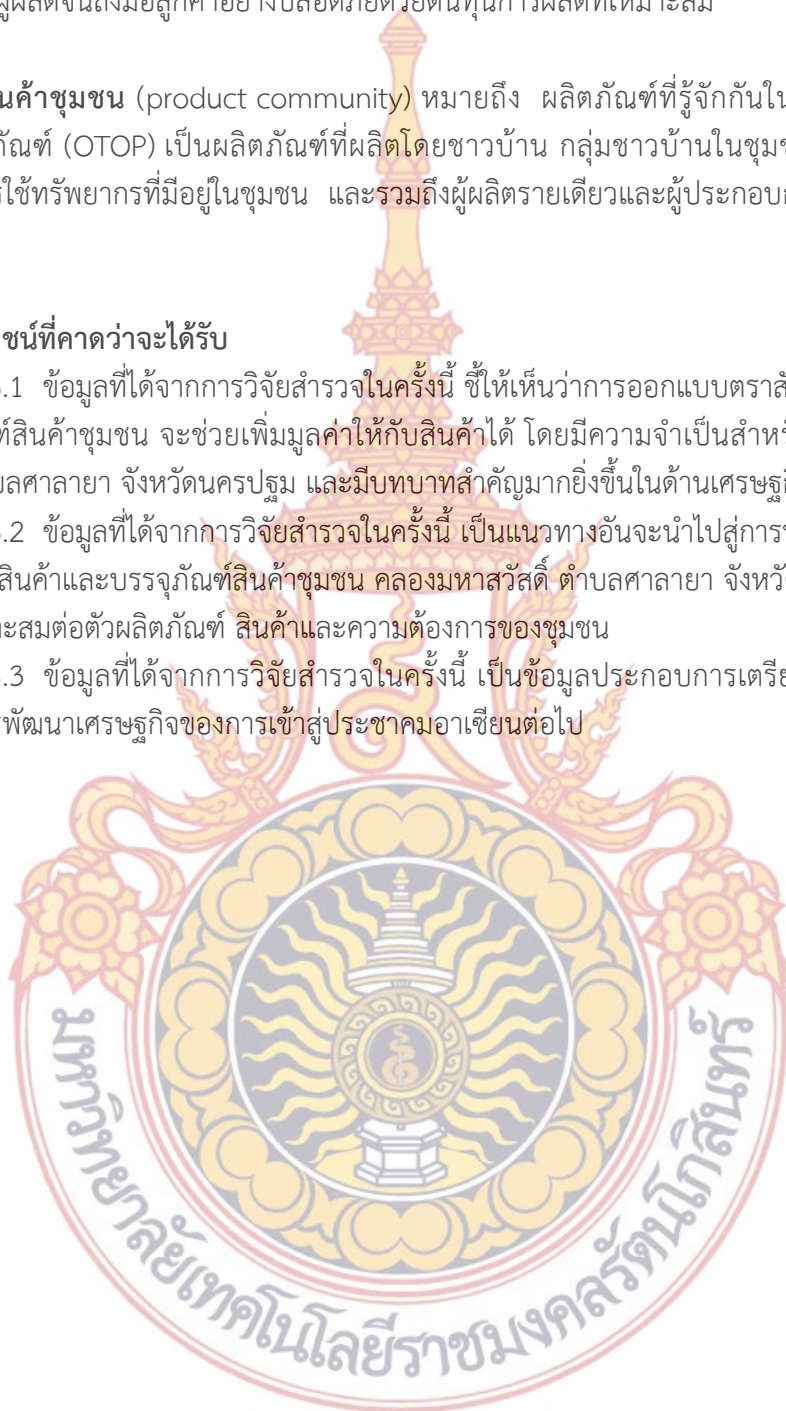 ผู้ผลิตจนถึงมือลูกค้าอย่างปลอดภัยด้วยต้นทุนการผลิตที่เหมาะสม
นค้าชุมชน (product community) หมายถึง ผลิตภัณฑ์ที่รู้จักกันใน
ภัณฑ์ (OTOP) เป็นผลิตภัณฑ์ที่ผลิตโดยชาวบ้าน กลุ่มชาวบ้านในชุมช
รใช้ทรัพยากรที่มีอยู่ในชุมชน และรวมถึงผู้ผลิตรายเดียวและผู้ประกอบก
ชน์ที่คาดว่าจะได้รับ
.1 ข้อมูลที่ได้จากการวิจัยสำรวจในครั้งนี้ ชี้ให้เห็นว่าการออกแบบตราสั
ฑ์สินค้าชุมชน จะช่วยเพิ่มมูลค่าให้กับสินค้าได้ โดยมีความจำเป็นสำหรั
บลศาลายา จังหวัดนครปฐม และมีบทบาทสำคัญมากยิ่งขึ้นในด้านเศรษฐกิ
.2 ข้อมูลที่ได้จากการวิจัยสำรวจในครั้งนี้ เป็นแนวทางอันจะนำไปสู่การ
สินค้าและบรรจุภัณฑ์สินค้าชุมชน คลองมหาสวัสดิ์ ตำบลศาลายา จังหวั
าะสมต่อตัวผลิตภัณฑ์ สินค้าและความต้องการของชุมชน
.3 ข้อมูลที่ได้จากการวิจัยสำรวจในครั้งนี้ เป็นข้อมูลประกอบการเตรีย
รพัฒนาเศรษฐกิจของการเข้าสู่ประชาคมอาเซียนต่อไป
มหาวิทยาลัยเทคโนโลยีราชมงคลรัตนโกสินทร์